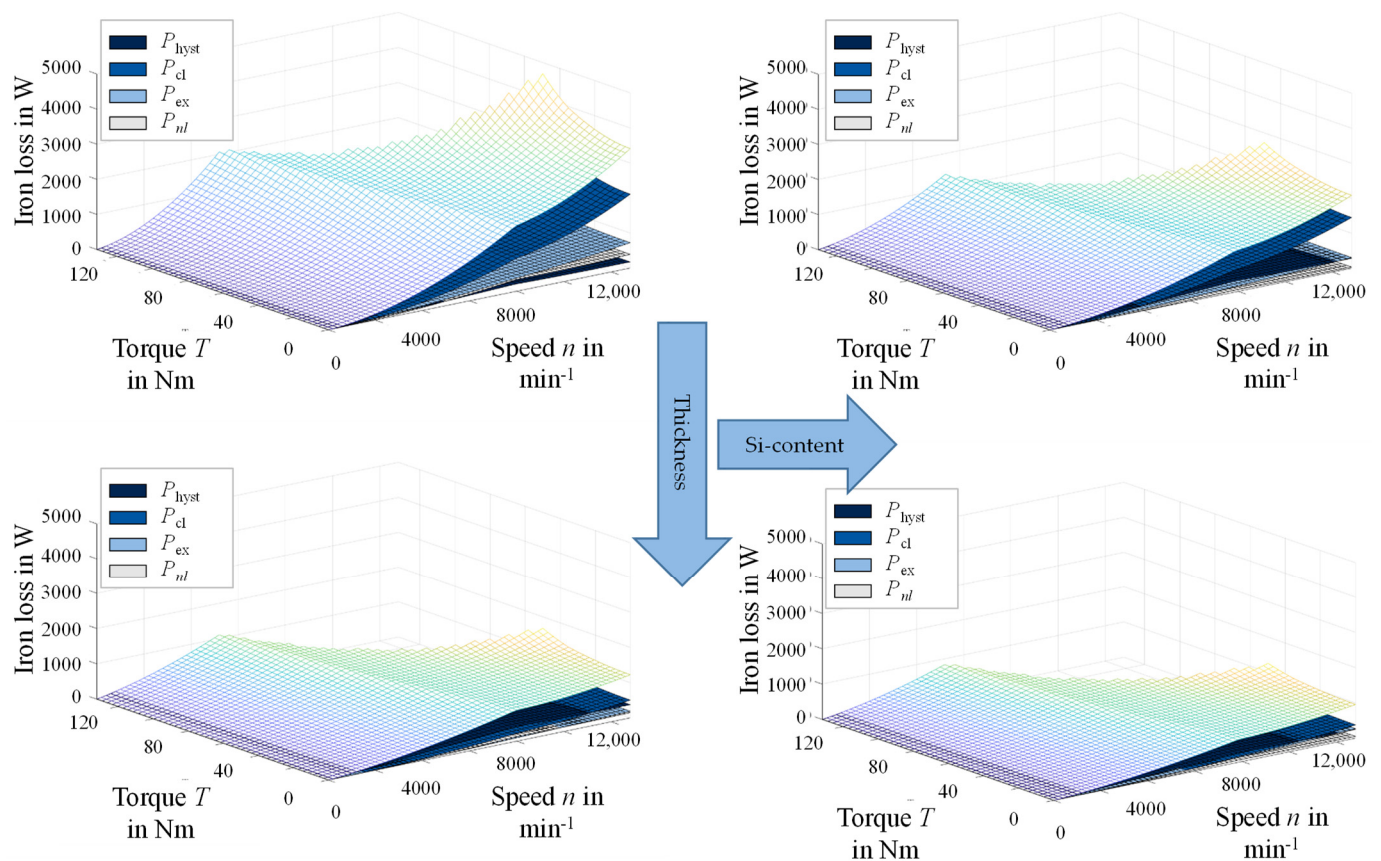 P_hyst
P_cl
P_ex
P_nl
Iron loss in W
5000
4000
3000
2000
1000
0
120
80
40
0
0
4000
8000
12,000
Torque T
in Nm
Speed n in
min-1
P_hyst
P_cl
P_ex
P_nl
Iron loss in W
5000
4000
3000
2000
1000
0
120
80
40
0
0
4000
8000
12,000
Torque T
in Nm
Speed n in
min-1
Thickness
Si-content
P_hyst
P_cl
P_ex
P_nl
Iron loss in W
5000
4000
3000
2000
1000
0
120
80
40
0
0
4000
8000
12,000
Torque T
in Nm
Speed n in
min-1
P_hyst
P_cl
P_ex
P_nl
Iron loss in W
5000
4000
3000
2000
1000
0
120
80
40
0
0
4000
8000
12,000
Torque T
in Nm
Speed n in
min-1